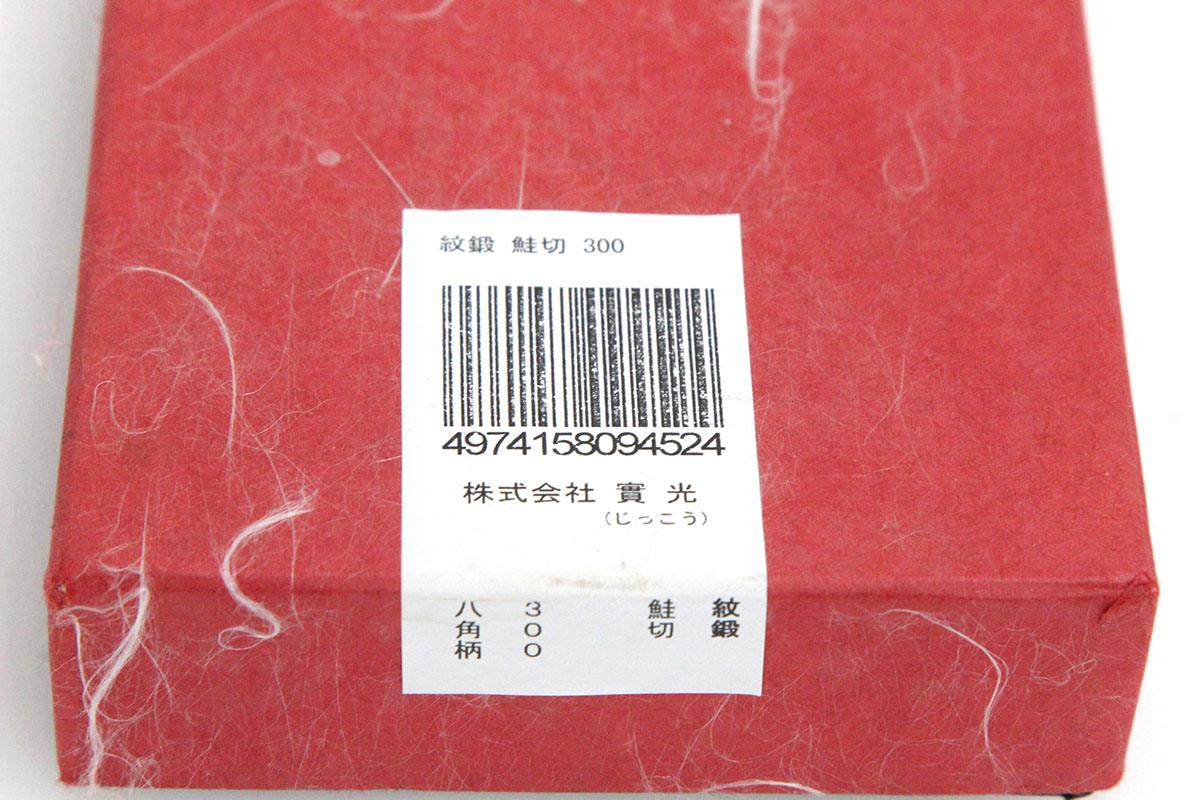 紋鍛 鮭切 300
4974158094524
株式会社 實 光
(じっこう)
紋鍛
鮭切
300
八角柄